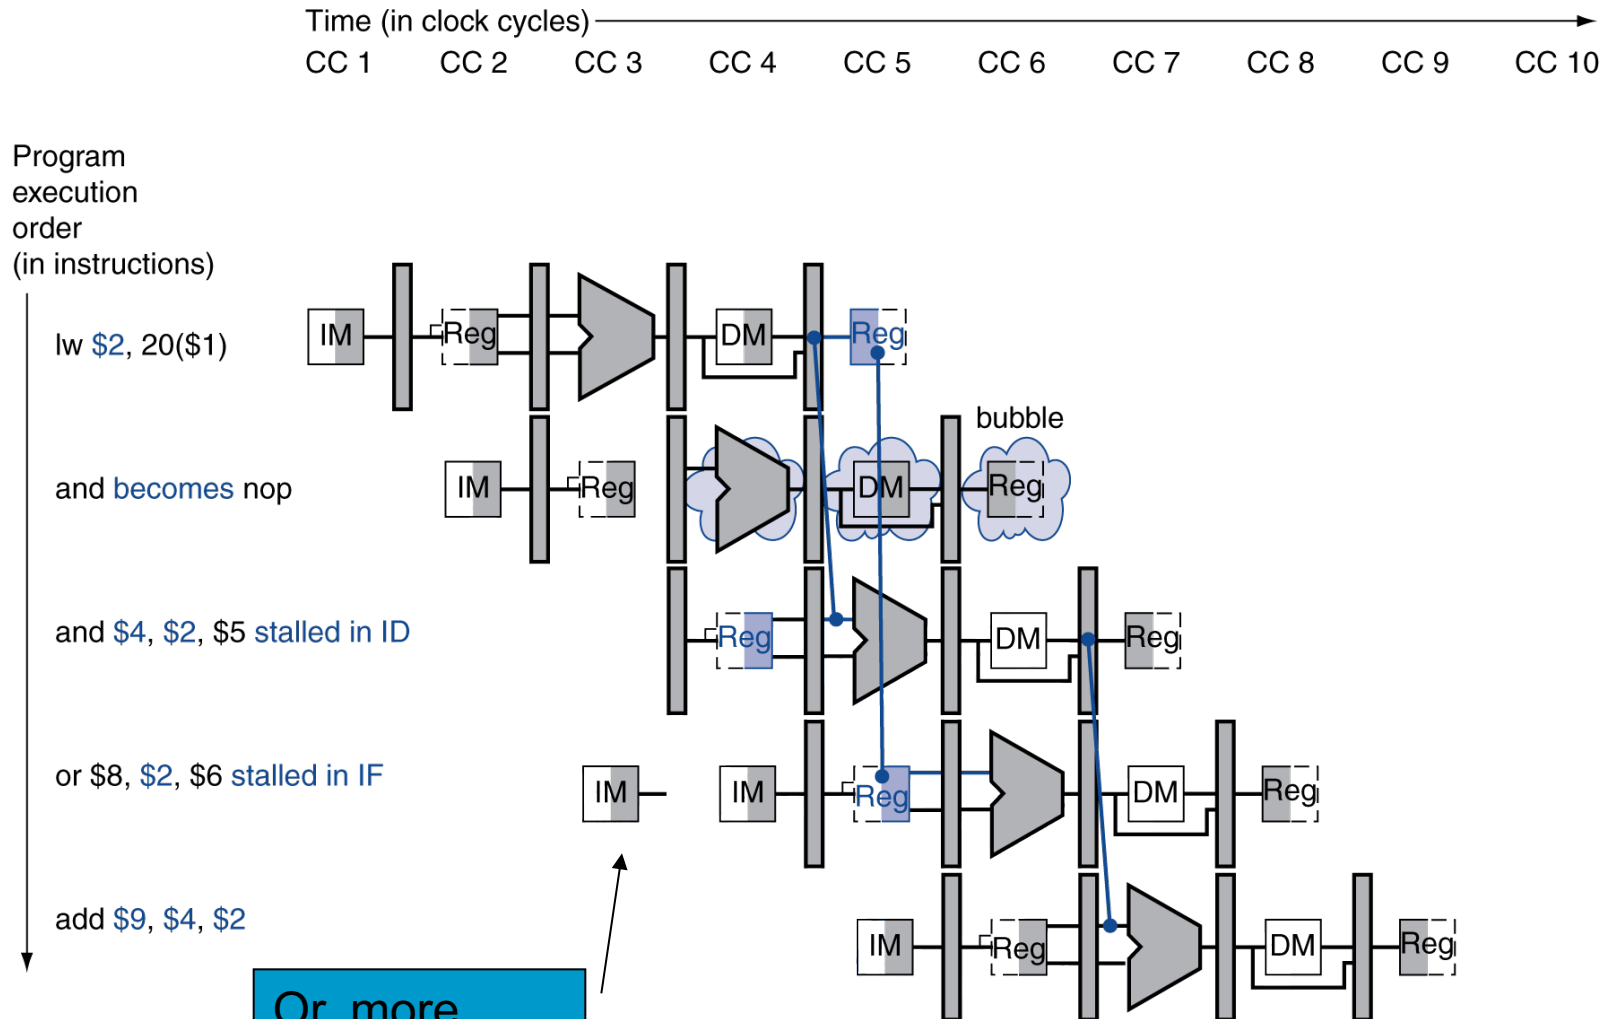 Time (in clock cycles)
CC 1 CC 2 CC 3 CC 4 CC 5 CC 6 CC 7 CC 8 CC 9 CC 10
Program
execution
order
(in instructions)
lw $2, 20($1)
IM Reg DM Reg
bubble
and becomes nop
IM Reg DM Reg
and $4, $2, $5 stalled in ID
Reg DM Reg
or $8, $2, $6 stalled in IF
IM IM Reg DM Reg
add $9, $4, $2
IM Reg DM Reg
Or, more